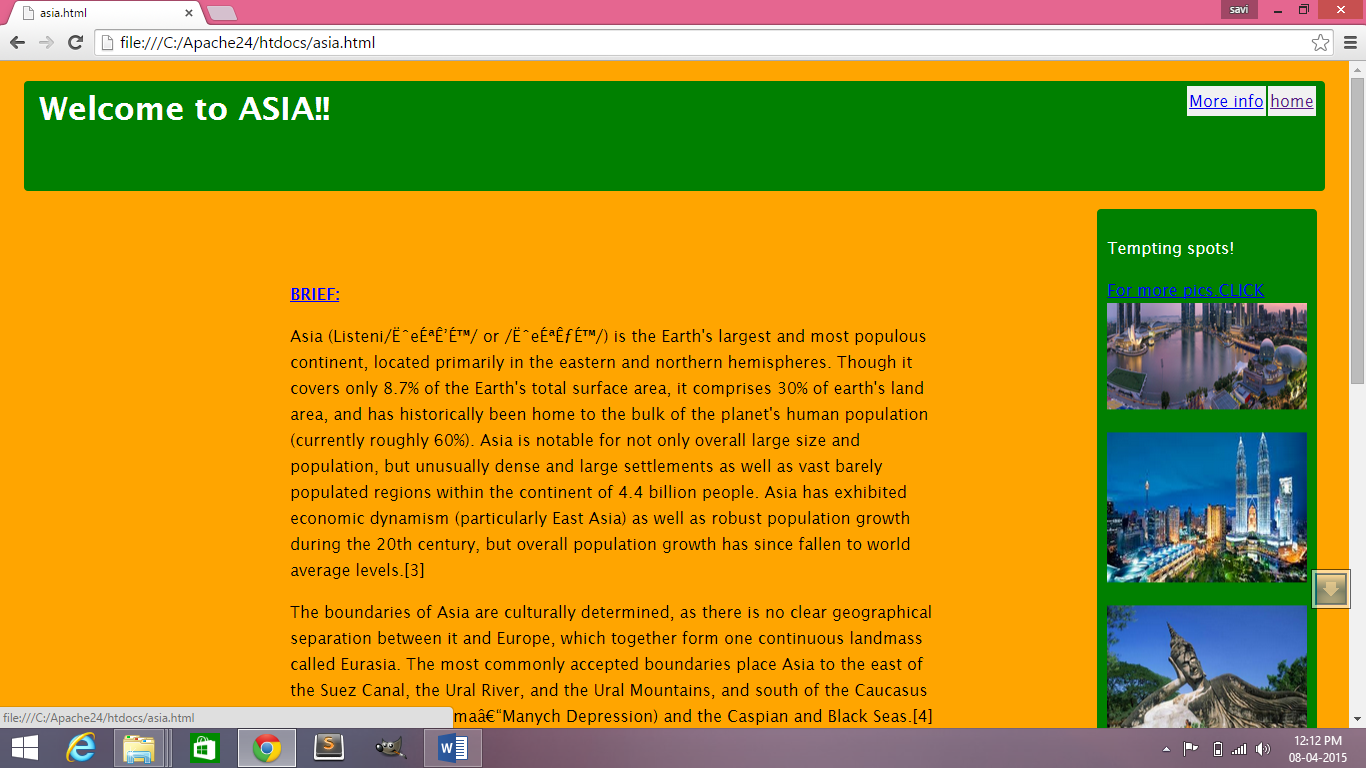 asia.html
savi
file:///C:/Apache24/htdocs/asia.html
Welcome to ASIA!!
More info home
Tempting spots!
For more pics CLICK
BRIEF:
Asia (Listeni/ËˆeÉªÊ’É™/ or /ËˆeÉªÊƒÉ™/) is the Earth's largest and most populous
continent, located primarily in the eastern and northern hemispheres. Though it
covers only 8.7% of the Earth's total surface area, it comprises 30% of earth's land
area, and has historically been home to the bulk of the planet's human population
(currently roughly 60%). Asia is notable for not only overall large size and
population, but unusually dense and large settlements as well as vast barely
populated regions within the continent of 4.4 billion people. Asia has exhibited
economic dynamism (particularly East Asia) as well as robust population growth
during the 20th century, but overall population growth has since fallen to world
average levels.[3]
The boundaries of Asia are culturally determined, as there is no clear geographical
separation between it and Europe, which together form one continuous landmass
called Eurasia. The most commonly accepted boundaries place Asia to the east of
the Suez Canal, the Ural River, and the Ural Mountains, and south of the Caucasus
maâ€“Manych Depression) and the Caspian and Black Seas.[4]
file:///C:/Apache24/htdocs/asia.html
12:12 PM
08-04-2015